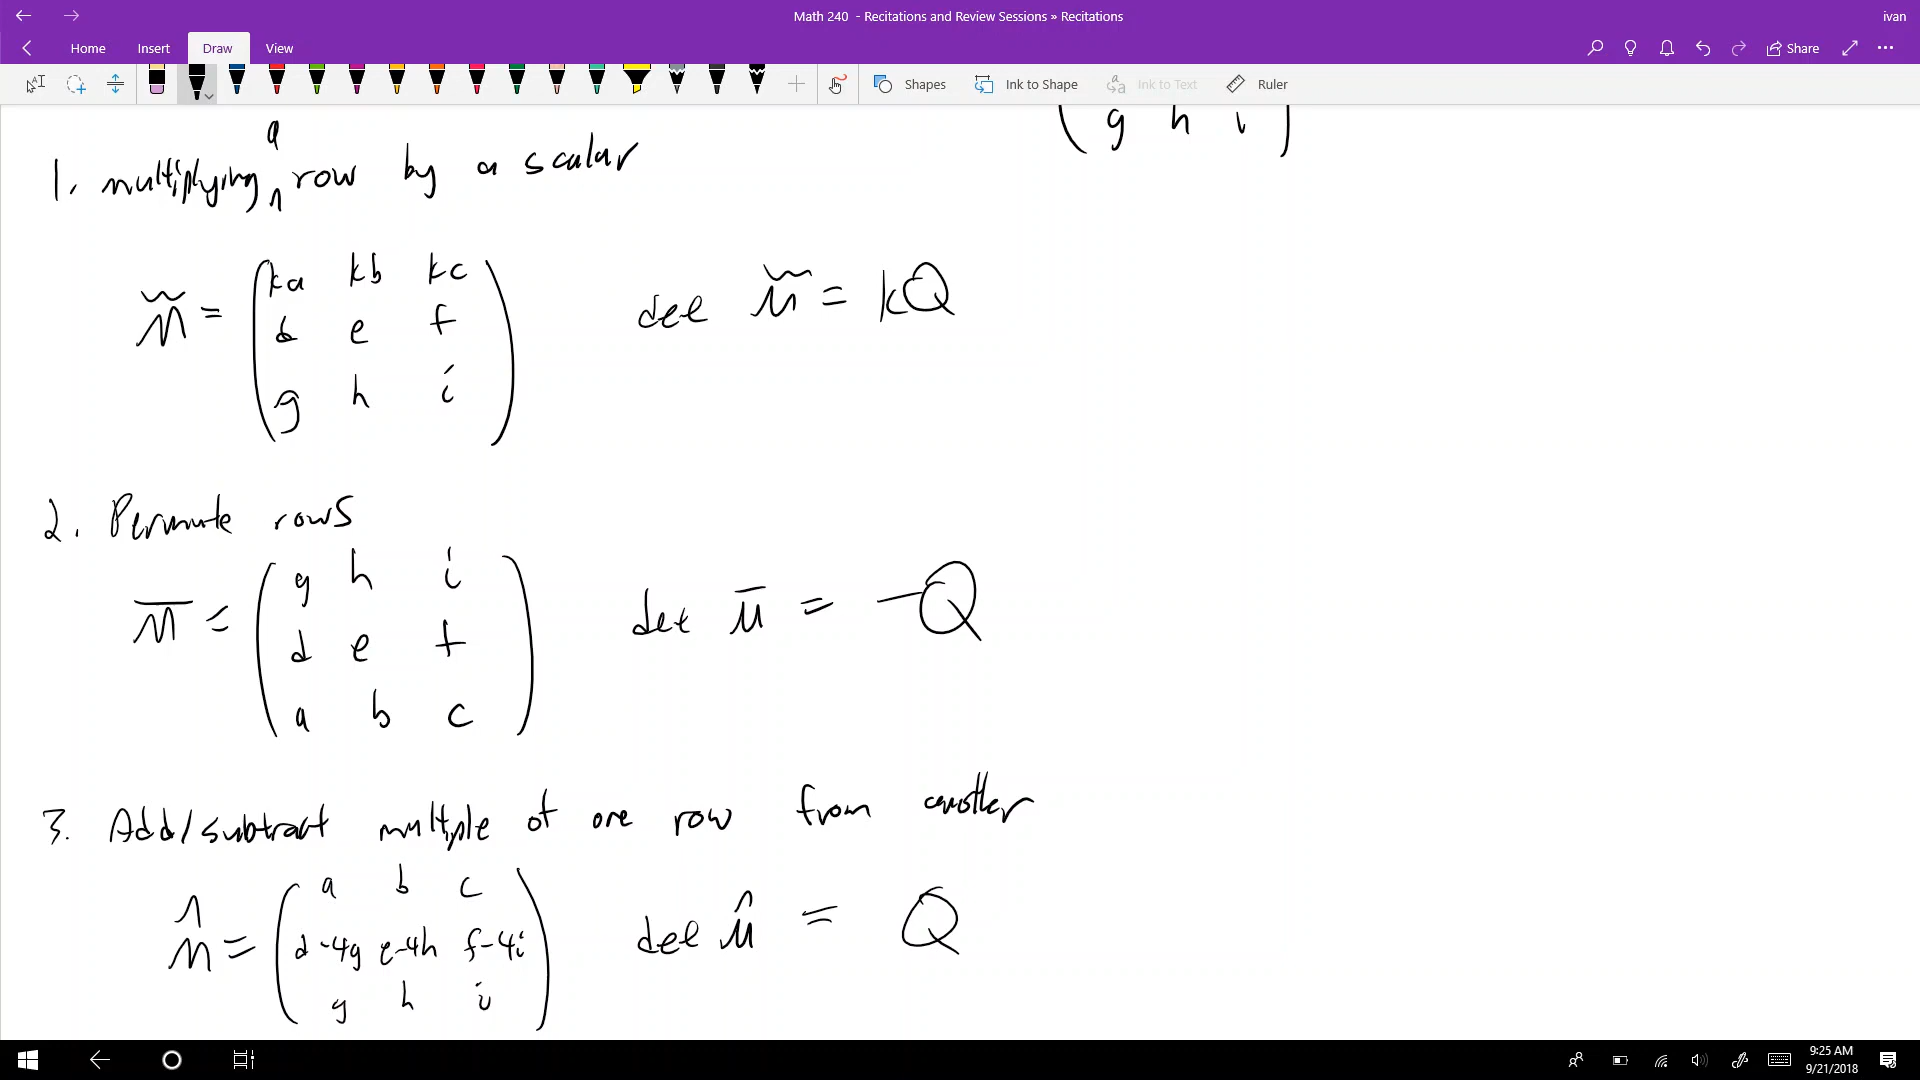 Math 240 - Recitations and Review Sessions » Recitations
ivan
Home Insert Draw View
Share
Shapes Ink to Shape Ink to Text Ruler
g h i
a
1. multiplying ^ row by a scalar
ka kb kc
M̃ = d e f det M̃ = kQ
g h i
2. Permute rows
g h i
M̅ = d e f det M̅ = -Q
a b c
3. Add/subtract multiple of one row from another
a b c
M̂ = d-4g e-4h f-4i det M̂ = Q
g h i
9:25 AM
9/21/2018